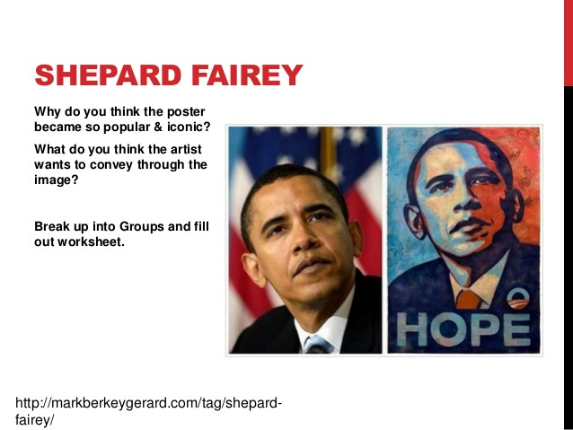 SHEPARD FAIREY
Why do you think the poster
became so popular & iconic?
What do you think the artist
wants to convey through the
image?
Break up into Groups and fill
out worksheet.
HOPE
http://markberkeygerard.com/tag/shepard-
fairey/